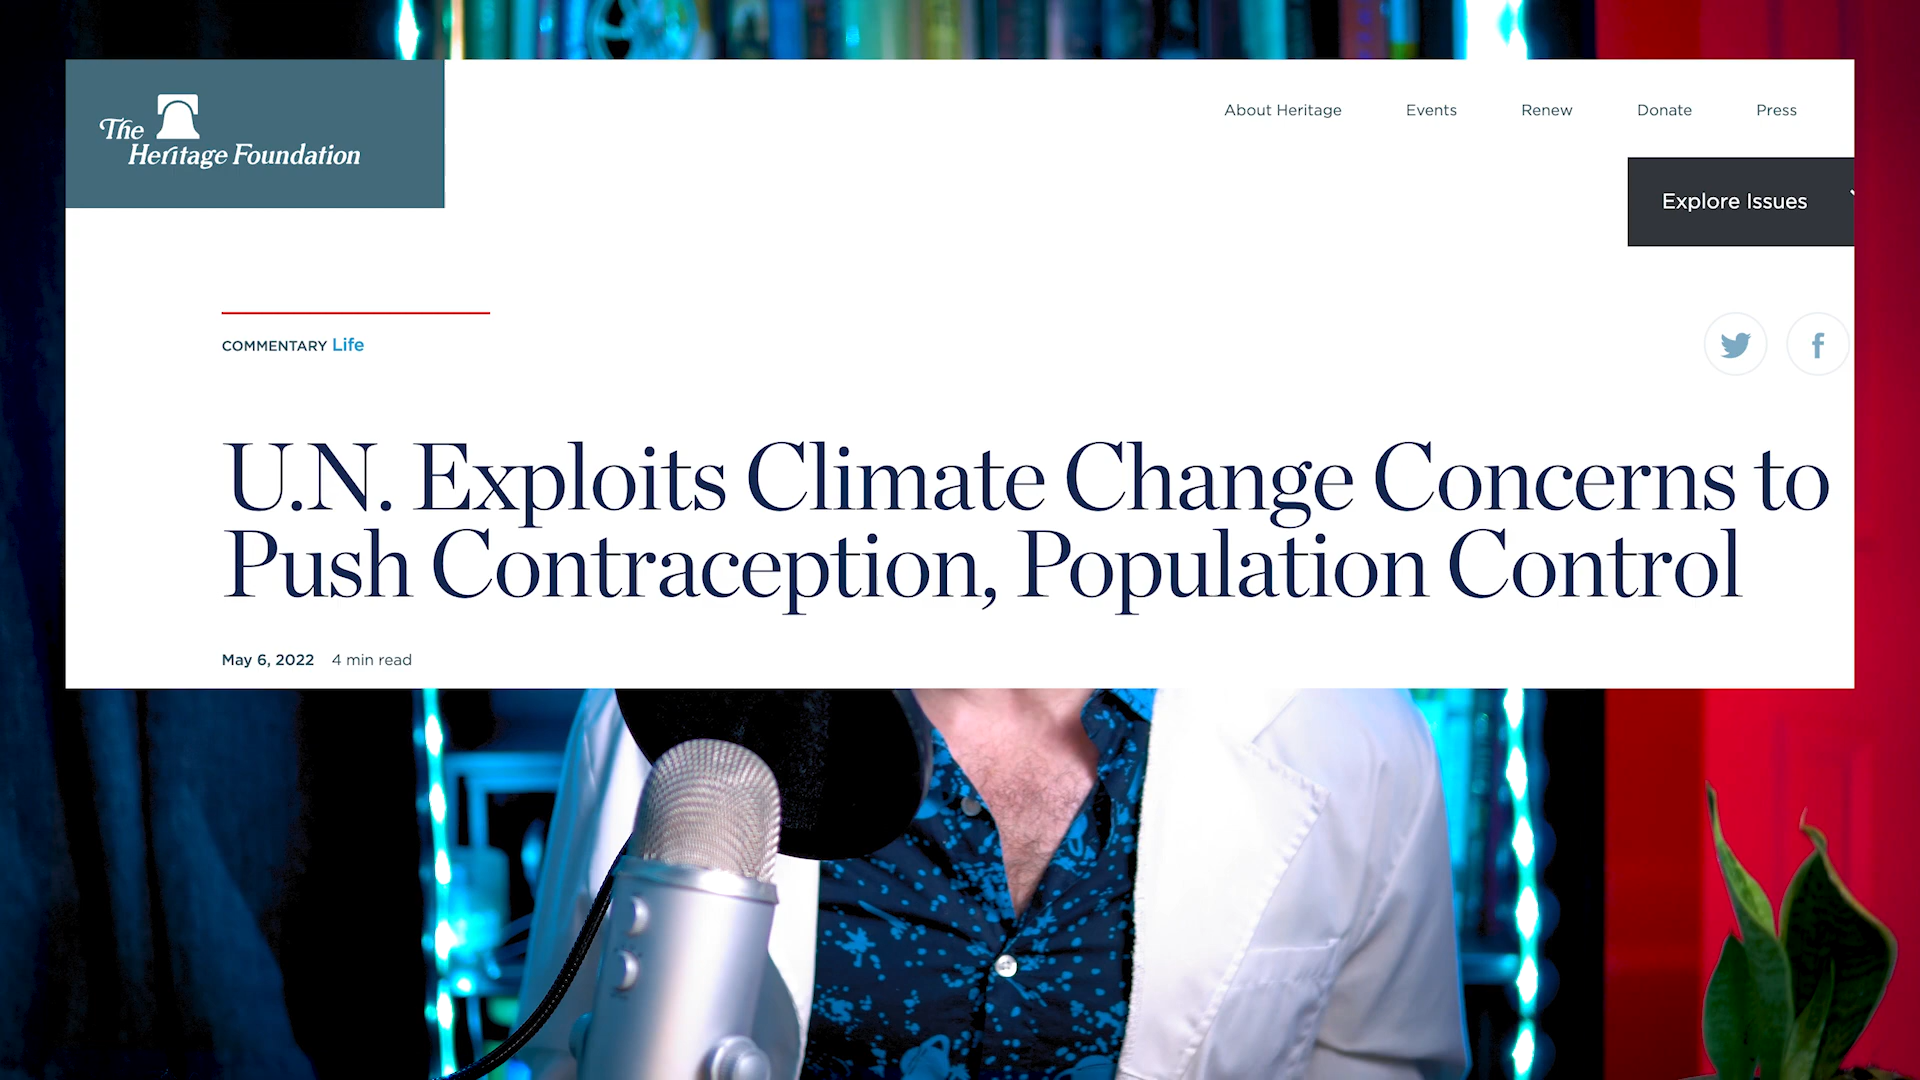 The
Heritage Foundation
About Heritage Events Renew Donate Press
Explore Issues
COMMENTARY Life
U.N. Exploits Climate Change Concerns to
Push Contraception, Population Control
May 6, 2022 4 min read